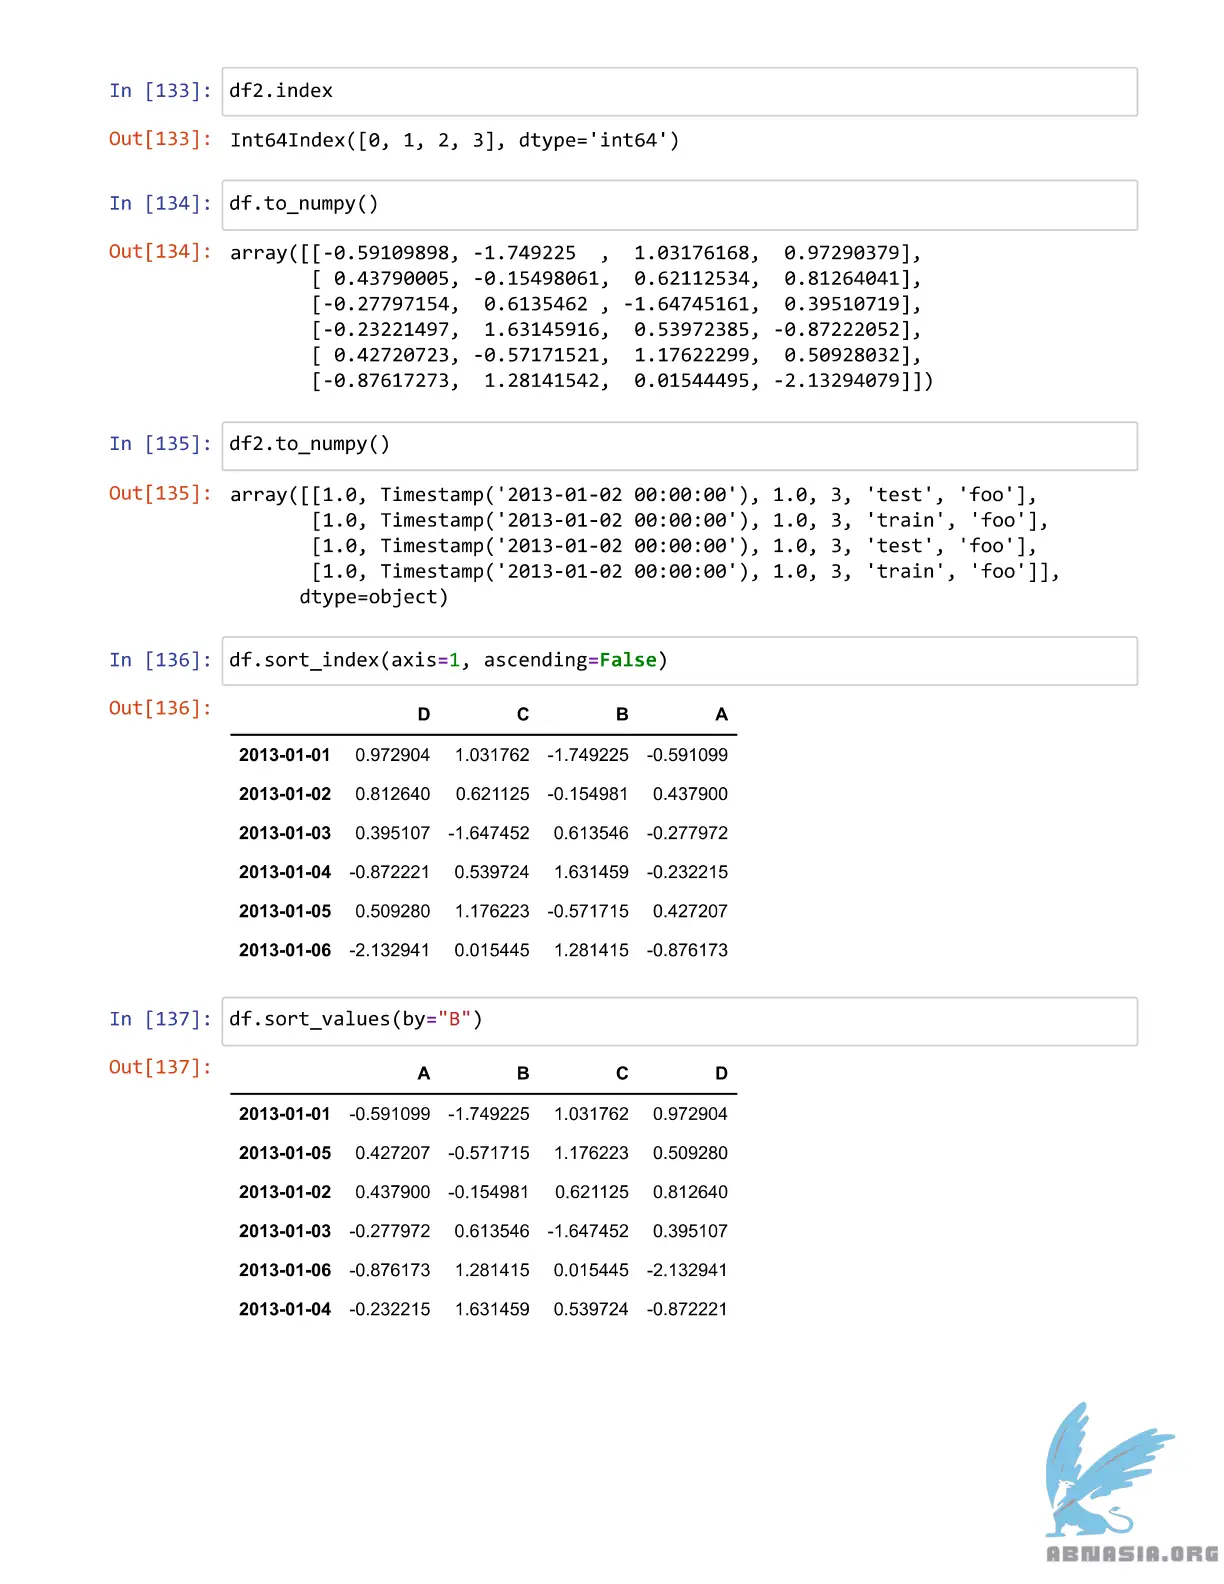 In [133]: df2.index
Out[133]: Int64Index([0, 1, 2, 3], dtype='int64')
In [134]: df.to_numpy()
Out[134]: array([[-0.59109898, -1.749225  ,  1.03176168,  0.97290379],
[ 0.43790005, -0.15498061,  0.62112534,  0.81264041],
[-0.27797154,  0.6135462 , -1.64745161,  0.39510719],
[-0.23221497,  1.63145916,  0.53972385, -0.87222052],
[ 0.42720723, -0.57171521,  1.17622299,  0.50928032],
[-0.87617273,  1.28141542,  0.01544495, -2.13294079]])
In [135]: df2.to_numpy()
Out[135]: array([[1.0, Timestamp('2013-01-02 00:00:00'), 1.0, 3, 'test', 'foo'],
[1.0, Timestamp('2013-01-02 00:00:00'), 1.0, 3, 'train', 'foo'],
[1.0, Timestamp('2013-01-02 00:00:00'), 1.0, 3, 'test', 'foo'],
[1.0, Timestamp('2013-01-02 00:00:00'), 1.0, 3, 'train', 'foo']],
dtype=object)
In [136]: df.sort_index(axis=1, ascending=False)
Out[136]:
D C B A
2013-01-01 0.972904 1.031762 -1.749225 -0.591099
2013-01-02 0.812640 0.621125 -0.154981 0.437900
2013-01-03 0.395107 -1.647452 0.613546 -0.277972
2013-01-04 -0.872221 0.539724 1.631459 -0.232215
2013-01-05 0.509280 1.176223 -0.571715 0.427207
2013-01-06 -2.132941 0.015445 1.281415 -0.876173
In [137]: df.sort_values(by="B")
Out[137]:
A B C D
2013-01-01 -0.591099 -1.749225 1.031762 0.972904
2013-01-05 0.427207 -0.571715 1.176223 0.509280
2013-01-02 0.437900 -0.154981 0.621125 0.812640
2013-01-03 -0.277972 0.613546 -1.647452 0.395107
2013-01-06 -0.876173 1.281415 0.015445 -2.132941
2013-01-04 -0.232215 1.631459 0.539724 -0.872221
ABNASIA.ORG